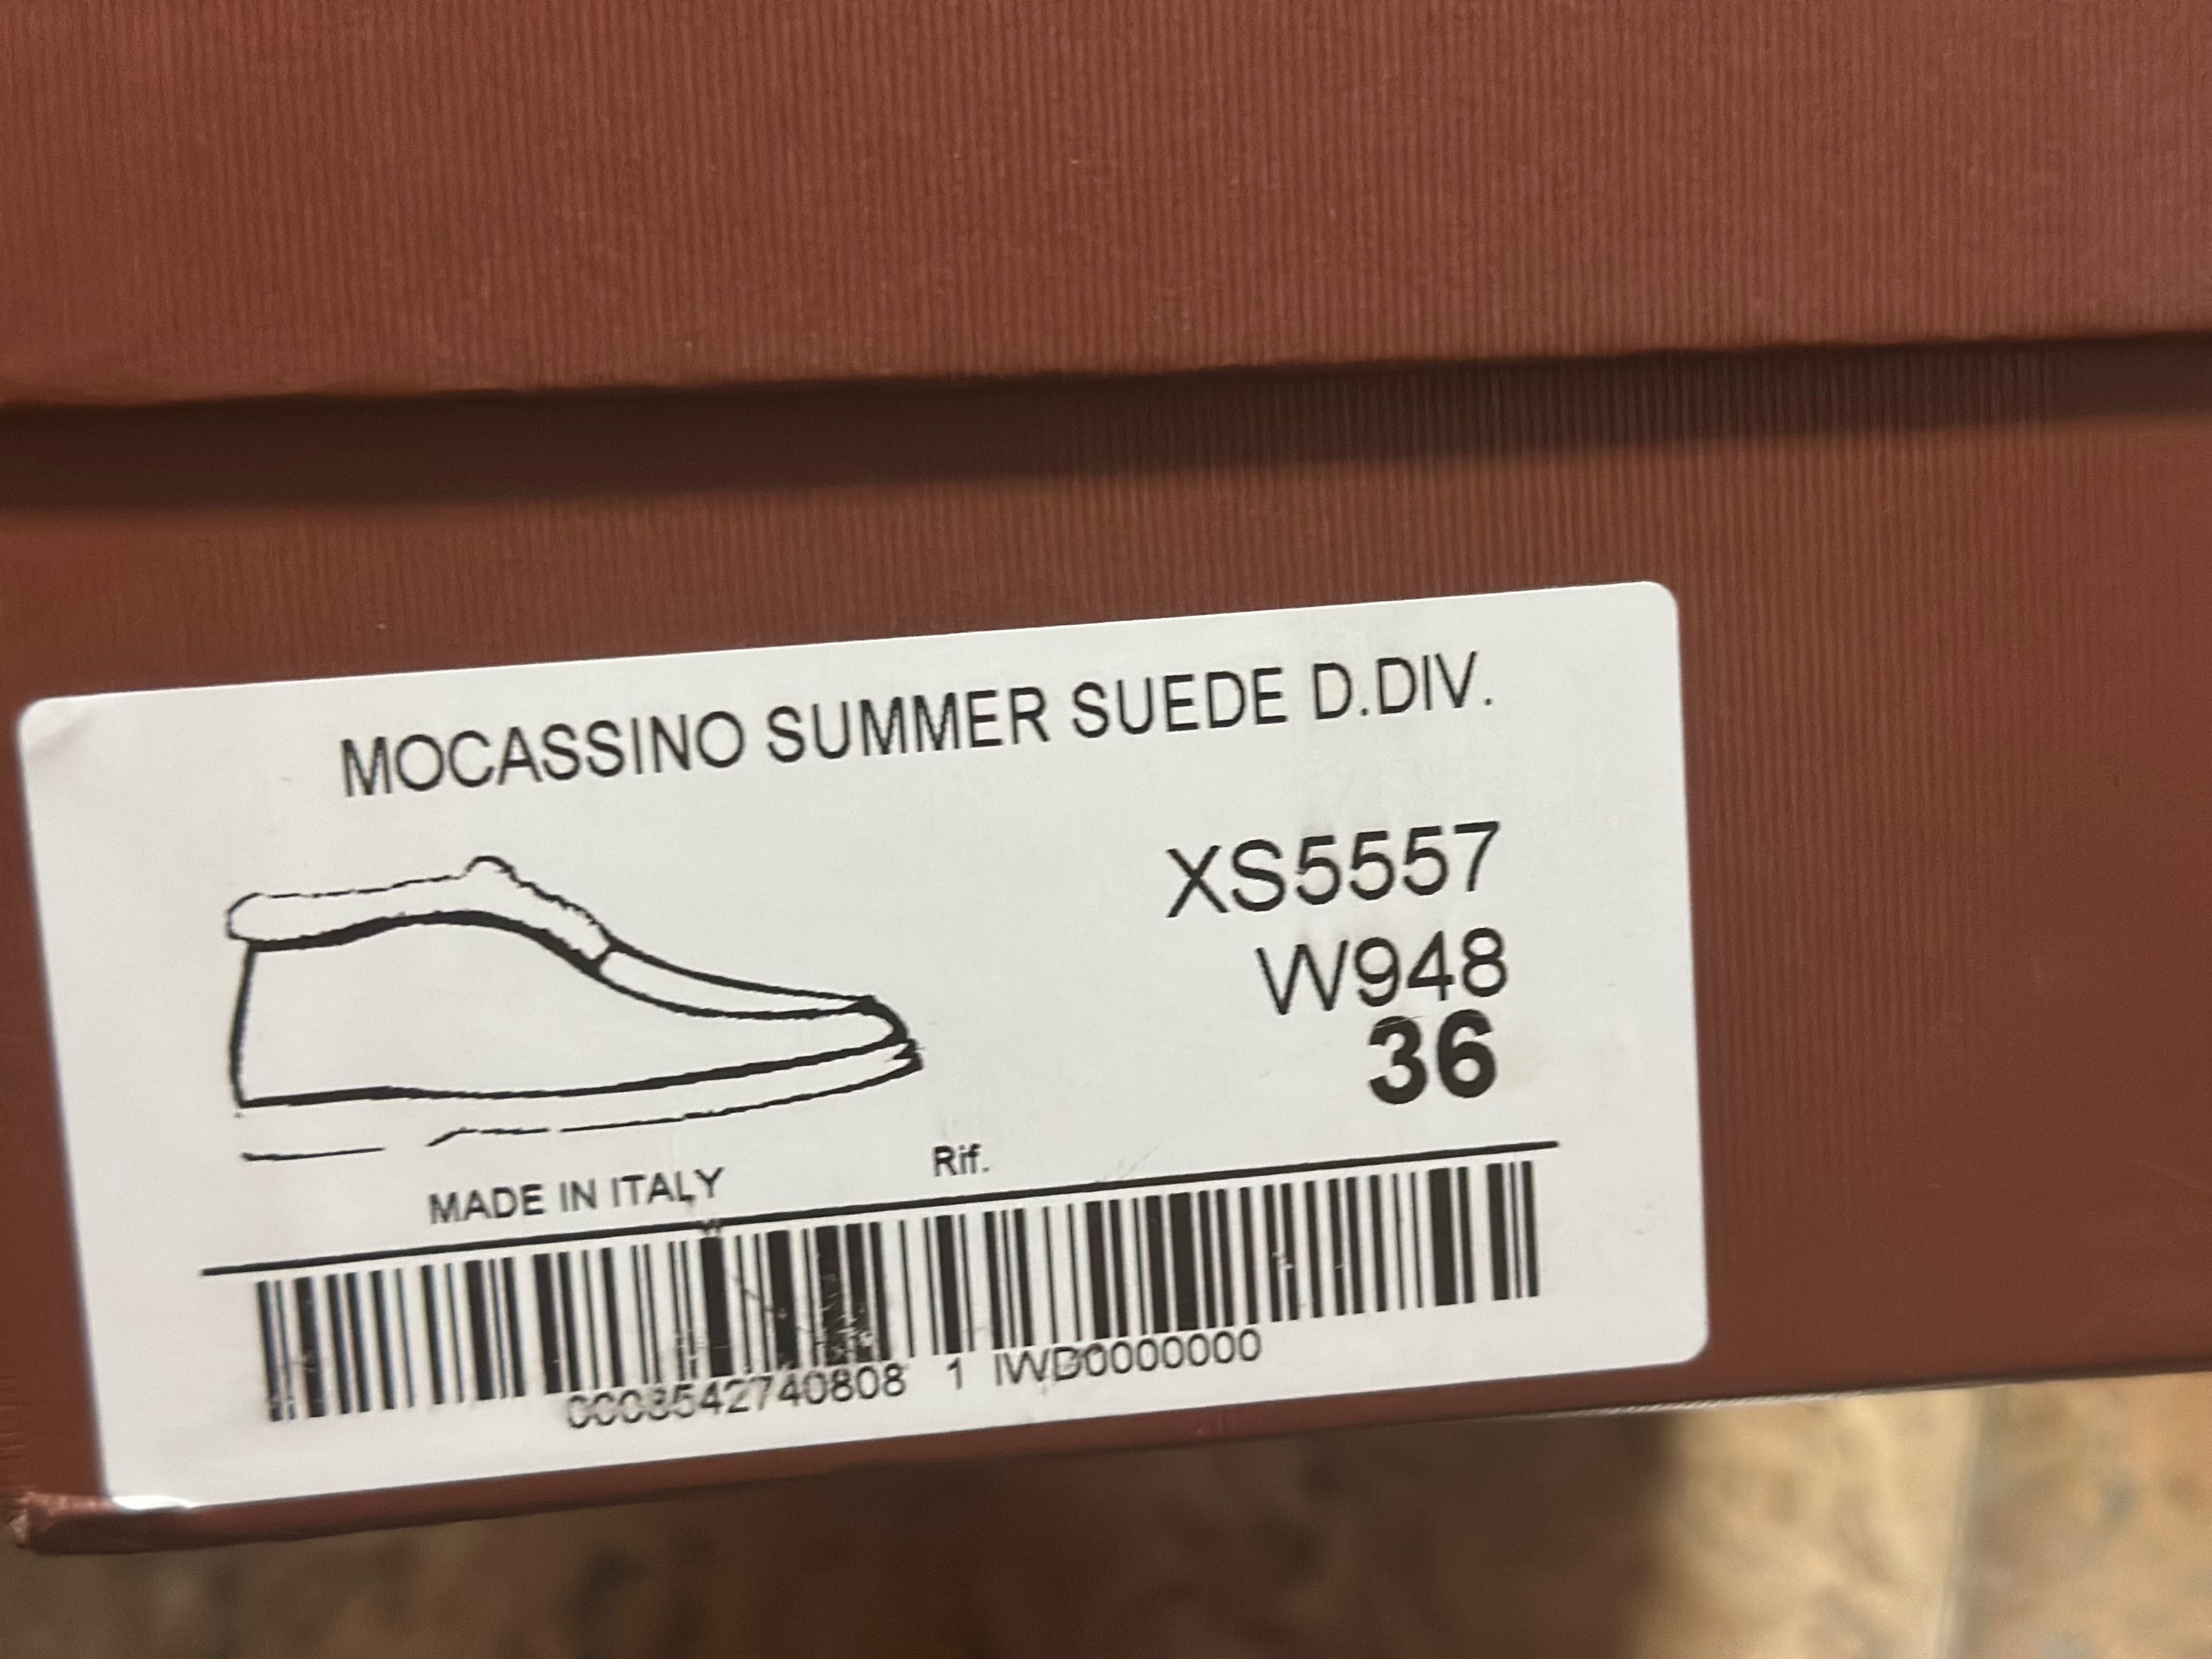 MOCASSINO SUMMER SUEDE D.DIV.
XS5557
W948
36
MADE IN ITALY
Rif.
0008542740808 1 IWD0000000